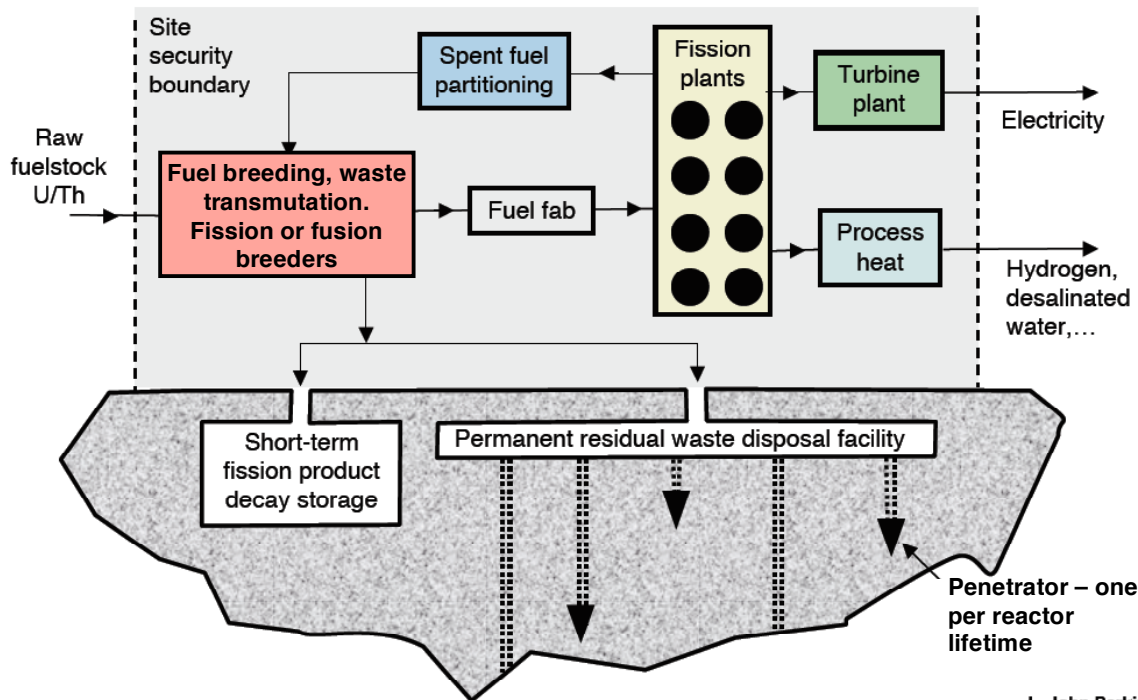 Site
security
boundary
Spent fuel
partitioning
Fission
plants
Turbine
plant
Electricity
Raw
fuelstock
U/Th
Fuel breeding, waste
transmutation.
Fission or fusion
breeders
Fuel fab
Process
heat
Hydrogen,
desalinated
water,...
Short-term
fission product
decay storage
Permanent residual waste disposal facility
Penetrator – one
per reactor
lifetime